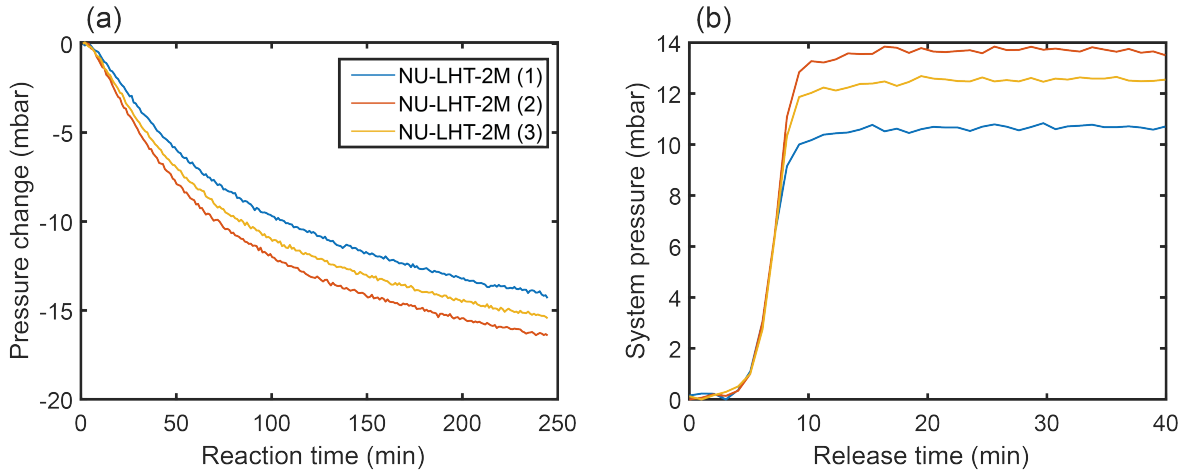 (a)
0
-5
-10
-15
-20
0 50 100 150 200 250
Pressure change (mbar)
Reaction time (min)
NU-LHT-2M (1)
NU-LHT-2M (2)
NU-LHT-2M (3)
(b)
14
12
10
8
6
4
2
0
0 10 20 30 40
System pressure (mbar)
Release time (min)